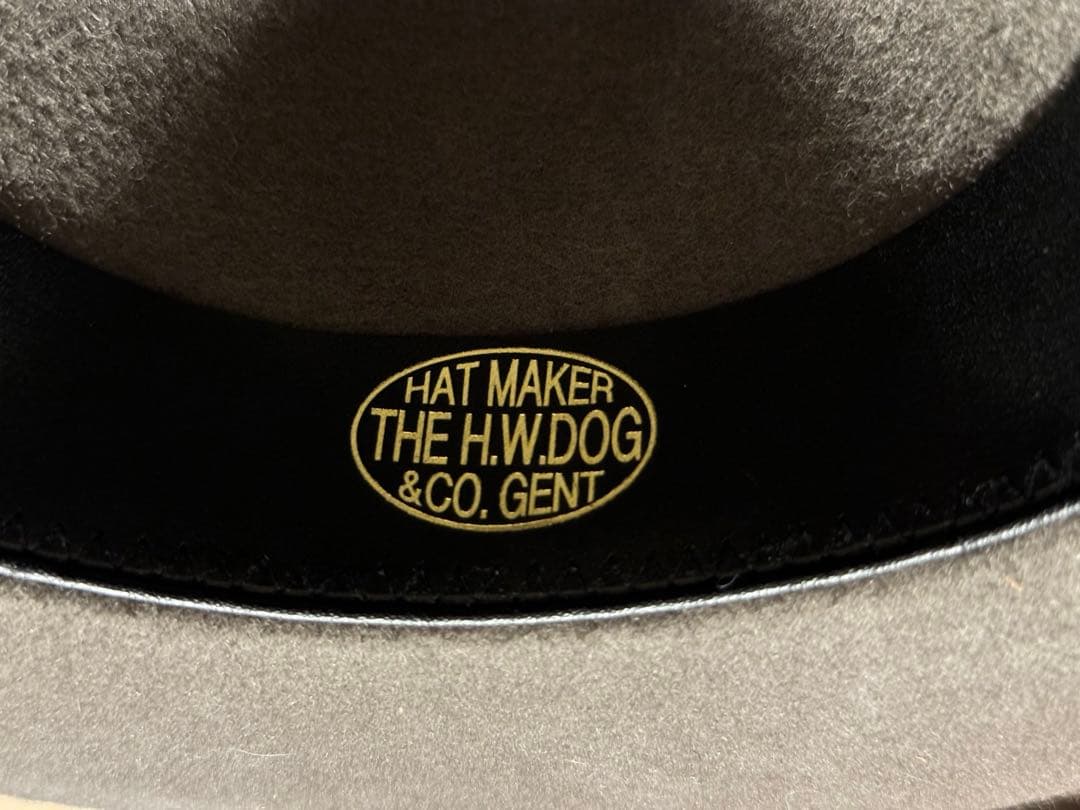 HAT MAKER
THE H.W.DOG
&CO. GENT